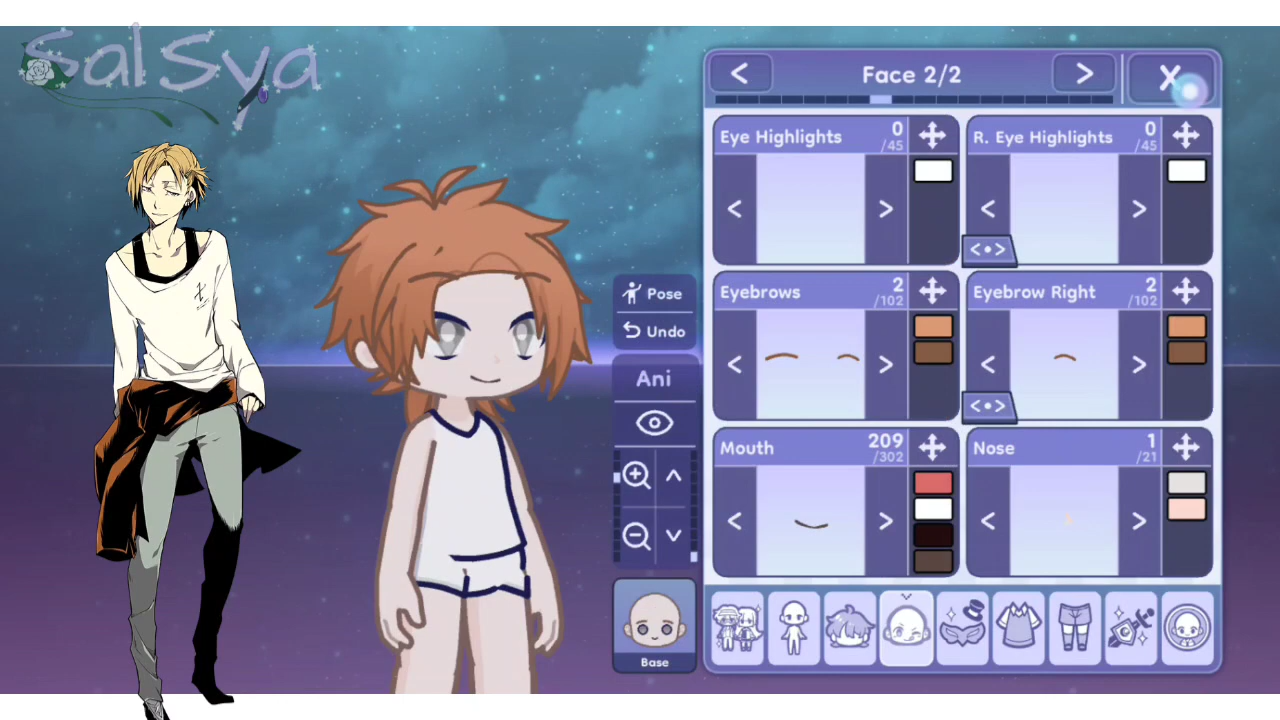 SalSya
Face 2/2
X
Eye Highlights
0
/45
R. Eye Highlights
0
/45
Eyebrows
2
/102
Eyebrow Right
2
/102
Pose
Undo
Ani
Mouth
209
/302
Nose
1
/21
Base